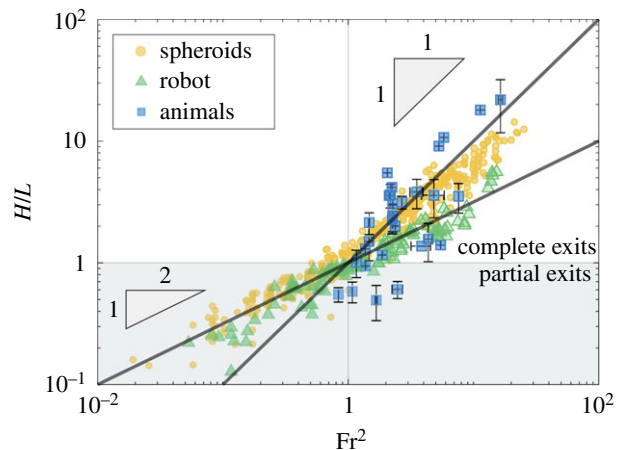 10²
10
1
10⁻¹
H/L
spheroids
robot
animals
1
1
2
1
complete exits
partial exits
10⁻²
1
10²
Fr²